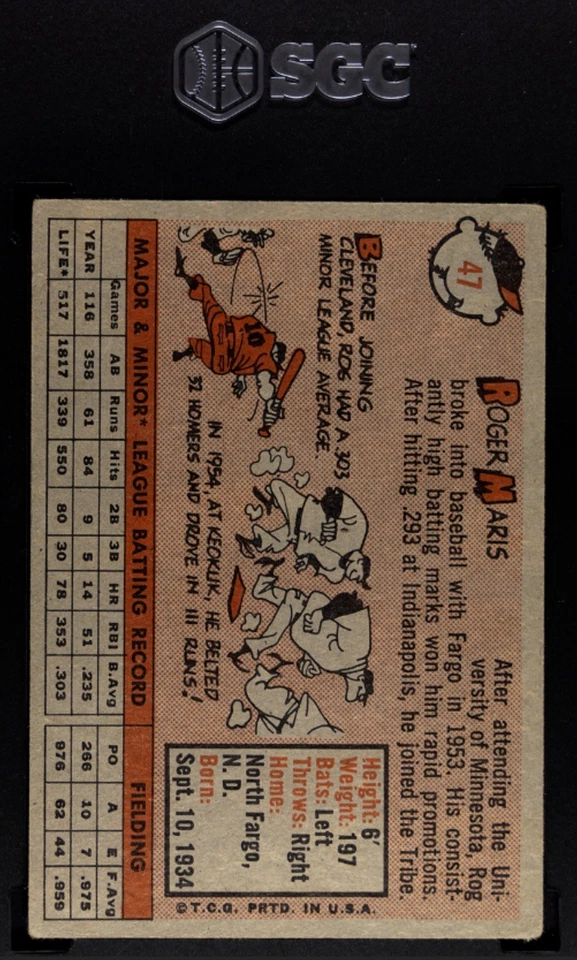 SGC
47
ROGER MARIS
After attending the Uni-
versity of Minnesota, Rog
broke into baseball with Fargo in 1953. His consist-
antly high batting marks won him rapid promotions.
After hitting .293 at Indianapolis, he joined the Tribe.
BEFORE JOINING
CLEVELAND, ROG HAD A 303
MINOR LEAGUE AVERAGE.
10
IN 1954, AT KEOKUK, HE BELTED
32 HOMERS AND DROVE IN 111 RUNS!
Height: 6'
Weight: 197
Bats: Left
Throws: Right
Home:
North Fargo,
N. D.
Born:
Sept. 10, 1934
©T.C.G. PRTD. IN U.S.A.
MAJOR & MINOR* LEAGUE BATTING RECORD FIELDING
Games AB Runs Hits 2B 3B HR RBI B.Avg PO A E F.Avg
YEAR 116 358 61 84 9 5 14 51 .235 266 10 7 .975
LIFE* 517 1817 339 550 80 30 78 353 .303 976 62 44 .959